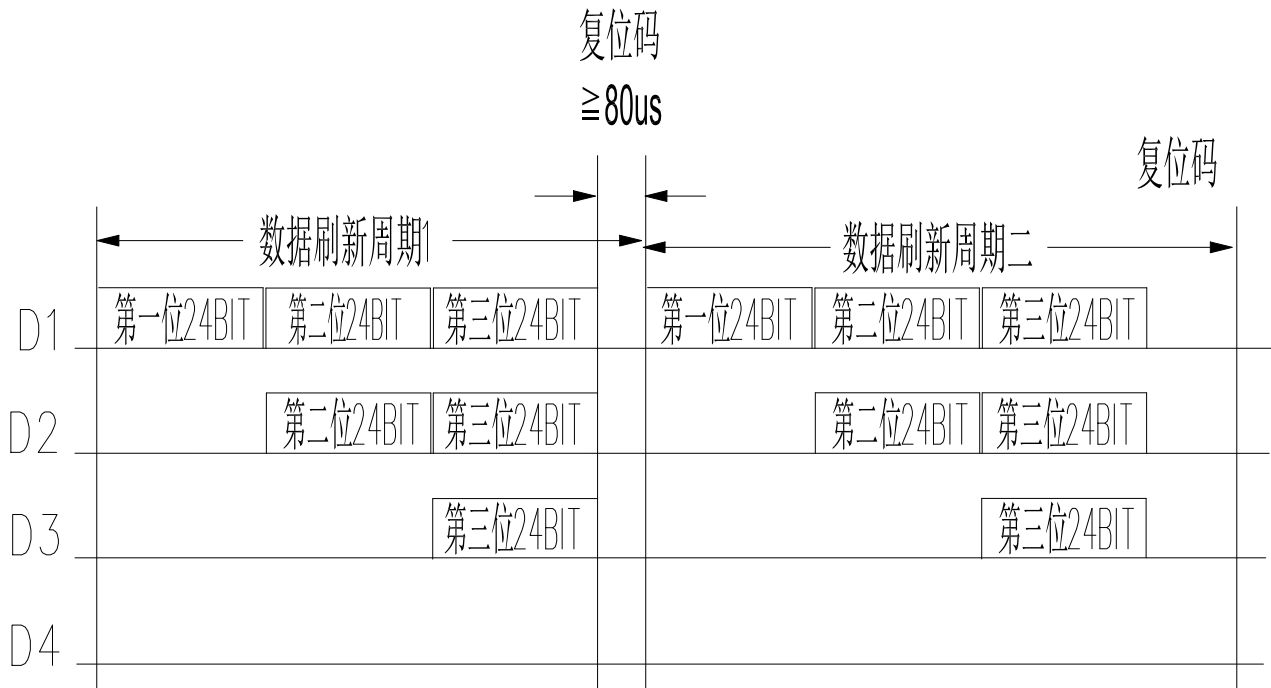 复位码
≧80us
复位码
数据刷新周期1
数据刷新周期二
D1 第一位24BIT 第二位24BIT 第三位24BIT 第一位24BIT 第二位24BIT 第三位24BIT
D2 第二位24BIT 第三位24BIT 第二位24BIT 第三位24BIT
D3 第三位24BIT 第三位24BIT
D4